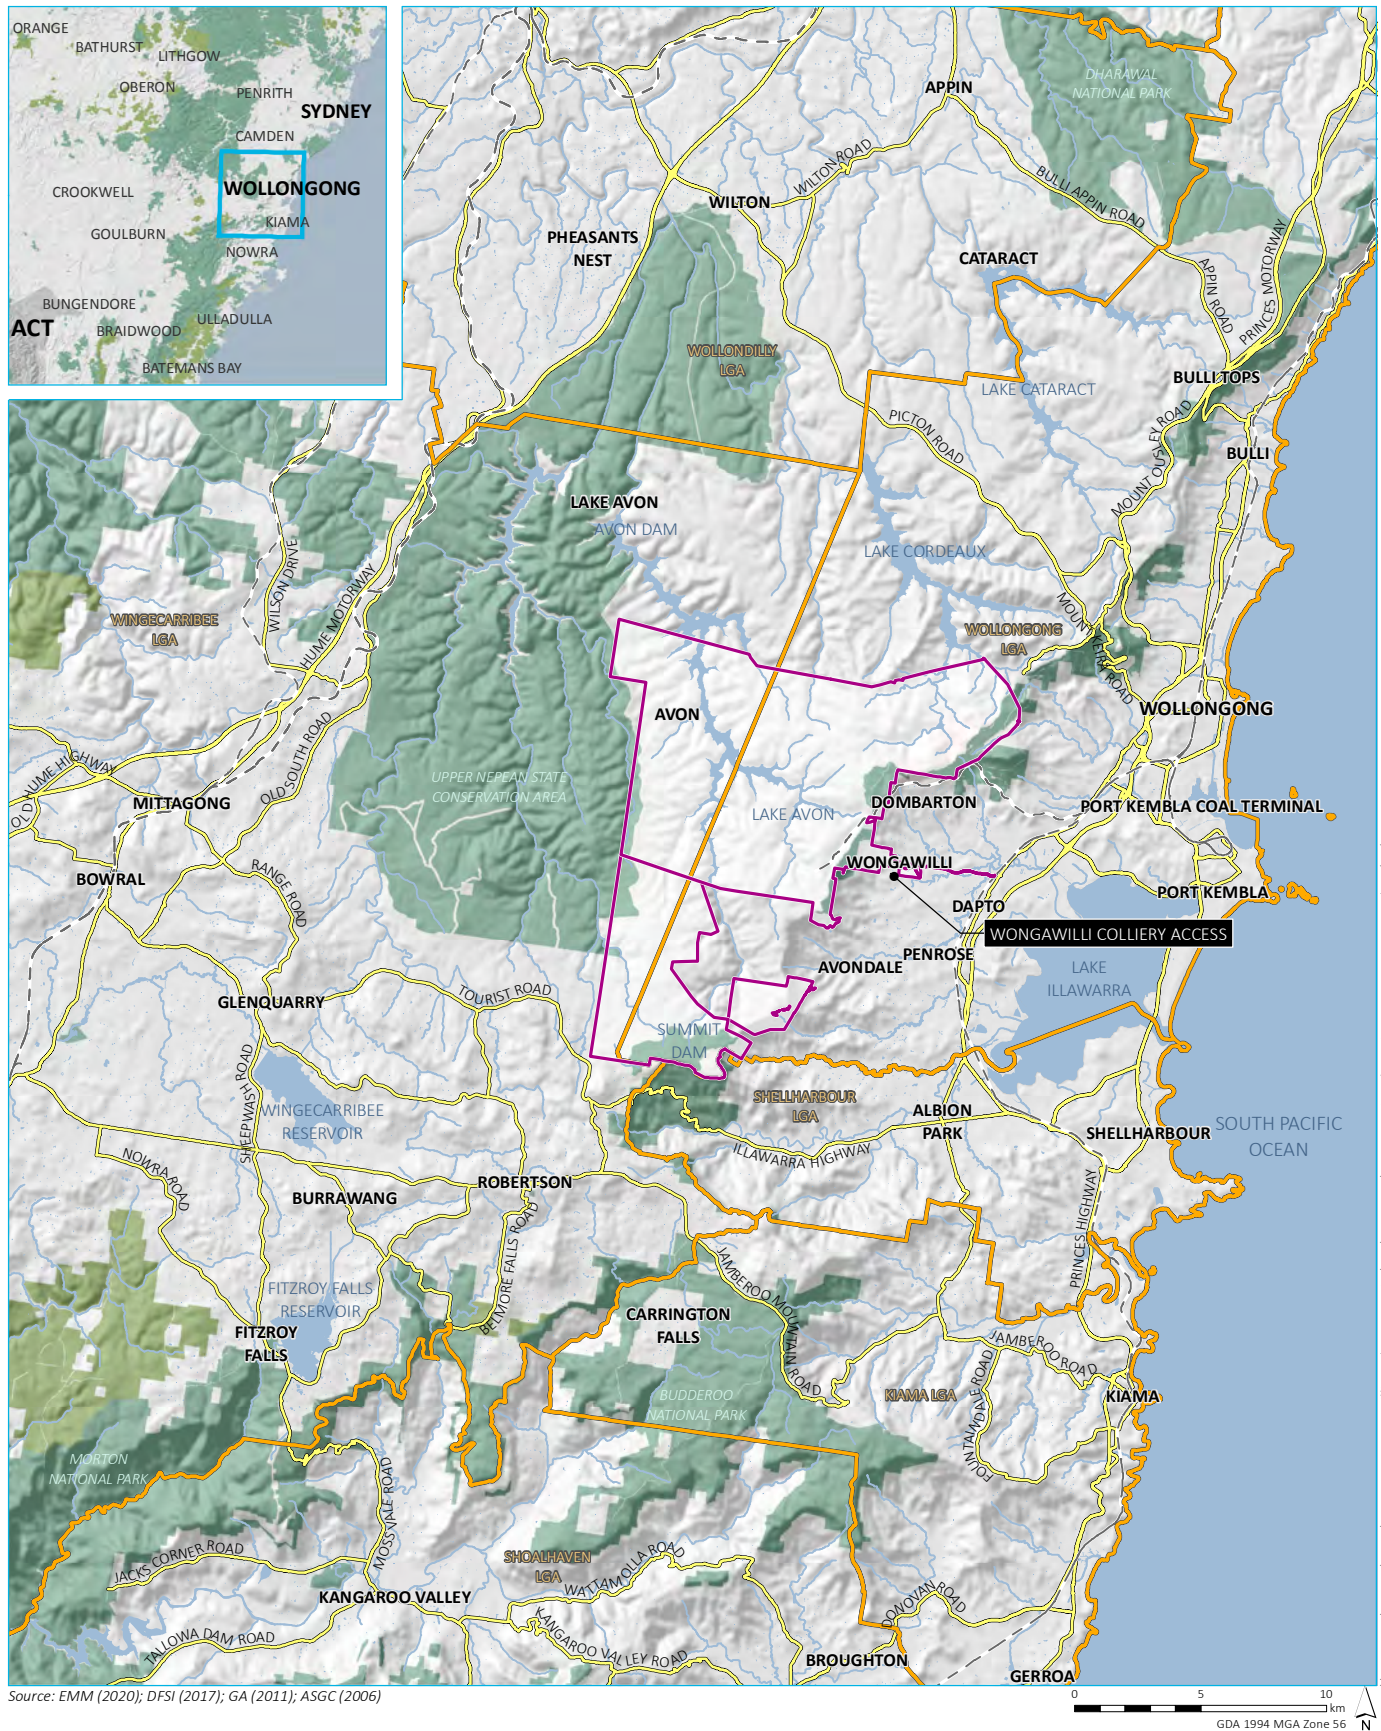 ORANGE
BATHURST
LITHGOW
OBERON
PENRITH
SYDNEY
CAMDEN
CROOKWELL
WOLLONGONG
KIAMA
GOULBURN
NOWRA
BUNGENDORE
ULLADULLA
ACT
BRAIDWOOD
BATEMANS BAY
DHARAWAL
NATIONAL PARK
APPIN
WILTON ROAD
BULLI APPIN ROAD
WILTON
PHEASANTS
NEST
CATARACT
APPIN ROAD
PRINCES MOTORWAY
WOLLONDILLY
LGA
BULLI TOPS
LAKE CATARACT
PICTON ROAD
MOUNT OUSLEY ROAD
BULLI
LAKE AVON
AVON DAM
LAKE CORDEAUX
WILSON DRIVE
HUME MOTORWAY
WINGECARRIBEE
LGA
WOLLONGONG
LGA
MOUNT KEIRA ROAD
AVON
WOLLONGONG
OLD HUME HIGHWAY
OLD SOUTH ROAD
UPPER NEPEAN STATE
CONSERVATION AREA
MITTAGONG
DOMBARTON
PORT KEMBLA COAL TERMINAL
LAKE AVON
RANGE ROAD
WONGAWILLI
BOWRAL
PORT KEMBLA
DAPTO
WONGAWILLI COLLIERY ACCESS
PENROSE
AVONDALE
LAKE
ILLAWARRA
GLENQUARRY
TOURIST ROAD
SUMMIT
DAM
SHEEPWASH ROAD
WINGECARRIBEE
RESERVOIR
SHELLHARBOUR
LGA
ALBION
PARK
SHELLHARBOUR
SOUTH PACIFIC
OCEAN
ILLAWARRA HIGHWAY
NOWRA ROAD
ROBERTSON
BURRAWANG
BELMORE FALLS ROAD
PRINCES HIGHWAY
JAMBEROO MOUNTAIN ROAD
FITZROY FALLS
RESERVOIR
CARRINGTON
FALLS
FITZROY
FALLS
JAMBEROO ROAD
FOUNTAINDALE ROAD
BUDDEROO
NATIONAL PARK
KIAMA LGA
KIAMA
MORTON
NATIONAL PARK
MOSS VALE ROAD
JACKS CORNER ROAD
SHOALHAVEN
LGA
WATTAMOLLA ROAD
KANGAROO VALLEY
DONOVAN ROAD
TALLOWA DAM ROAD
KANGAROO VALLEY ROAD
BROUGHTON
GERROA
Source: EMM (2020); DFSI (2017); GA (2011); ASGC (2006)
0 5 10
km
GDA 1994 MGA Zone 56
N